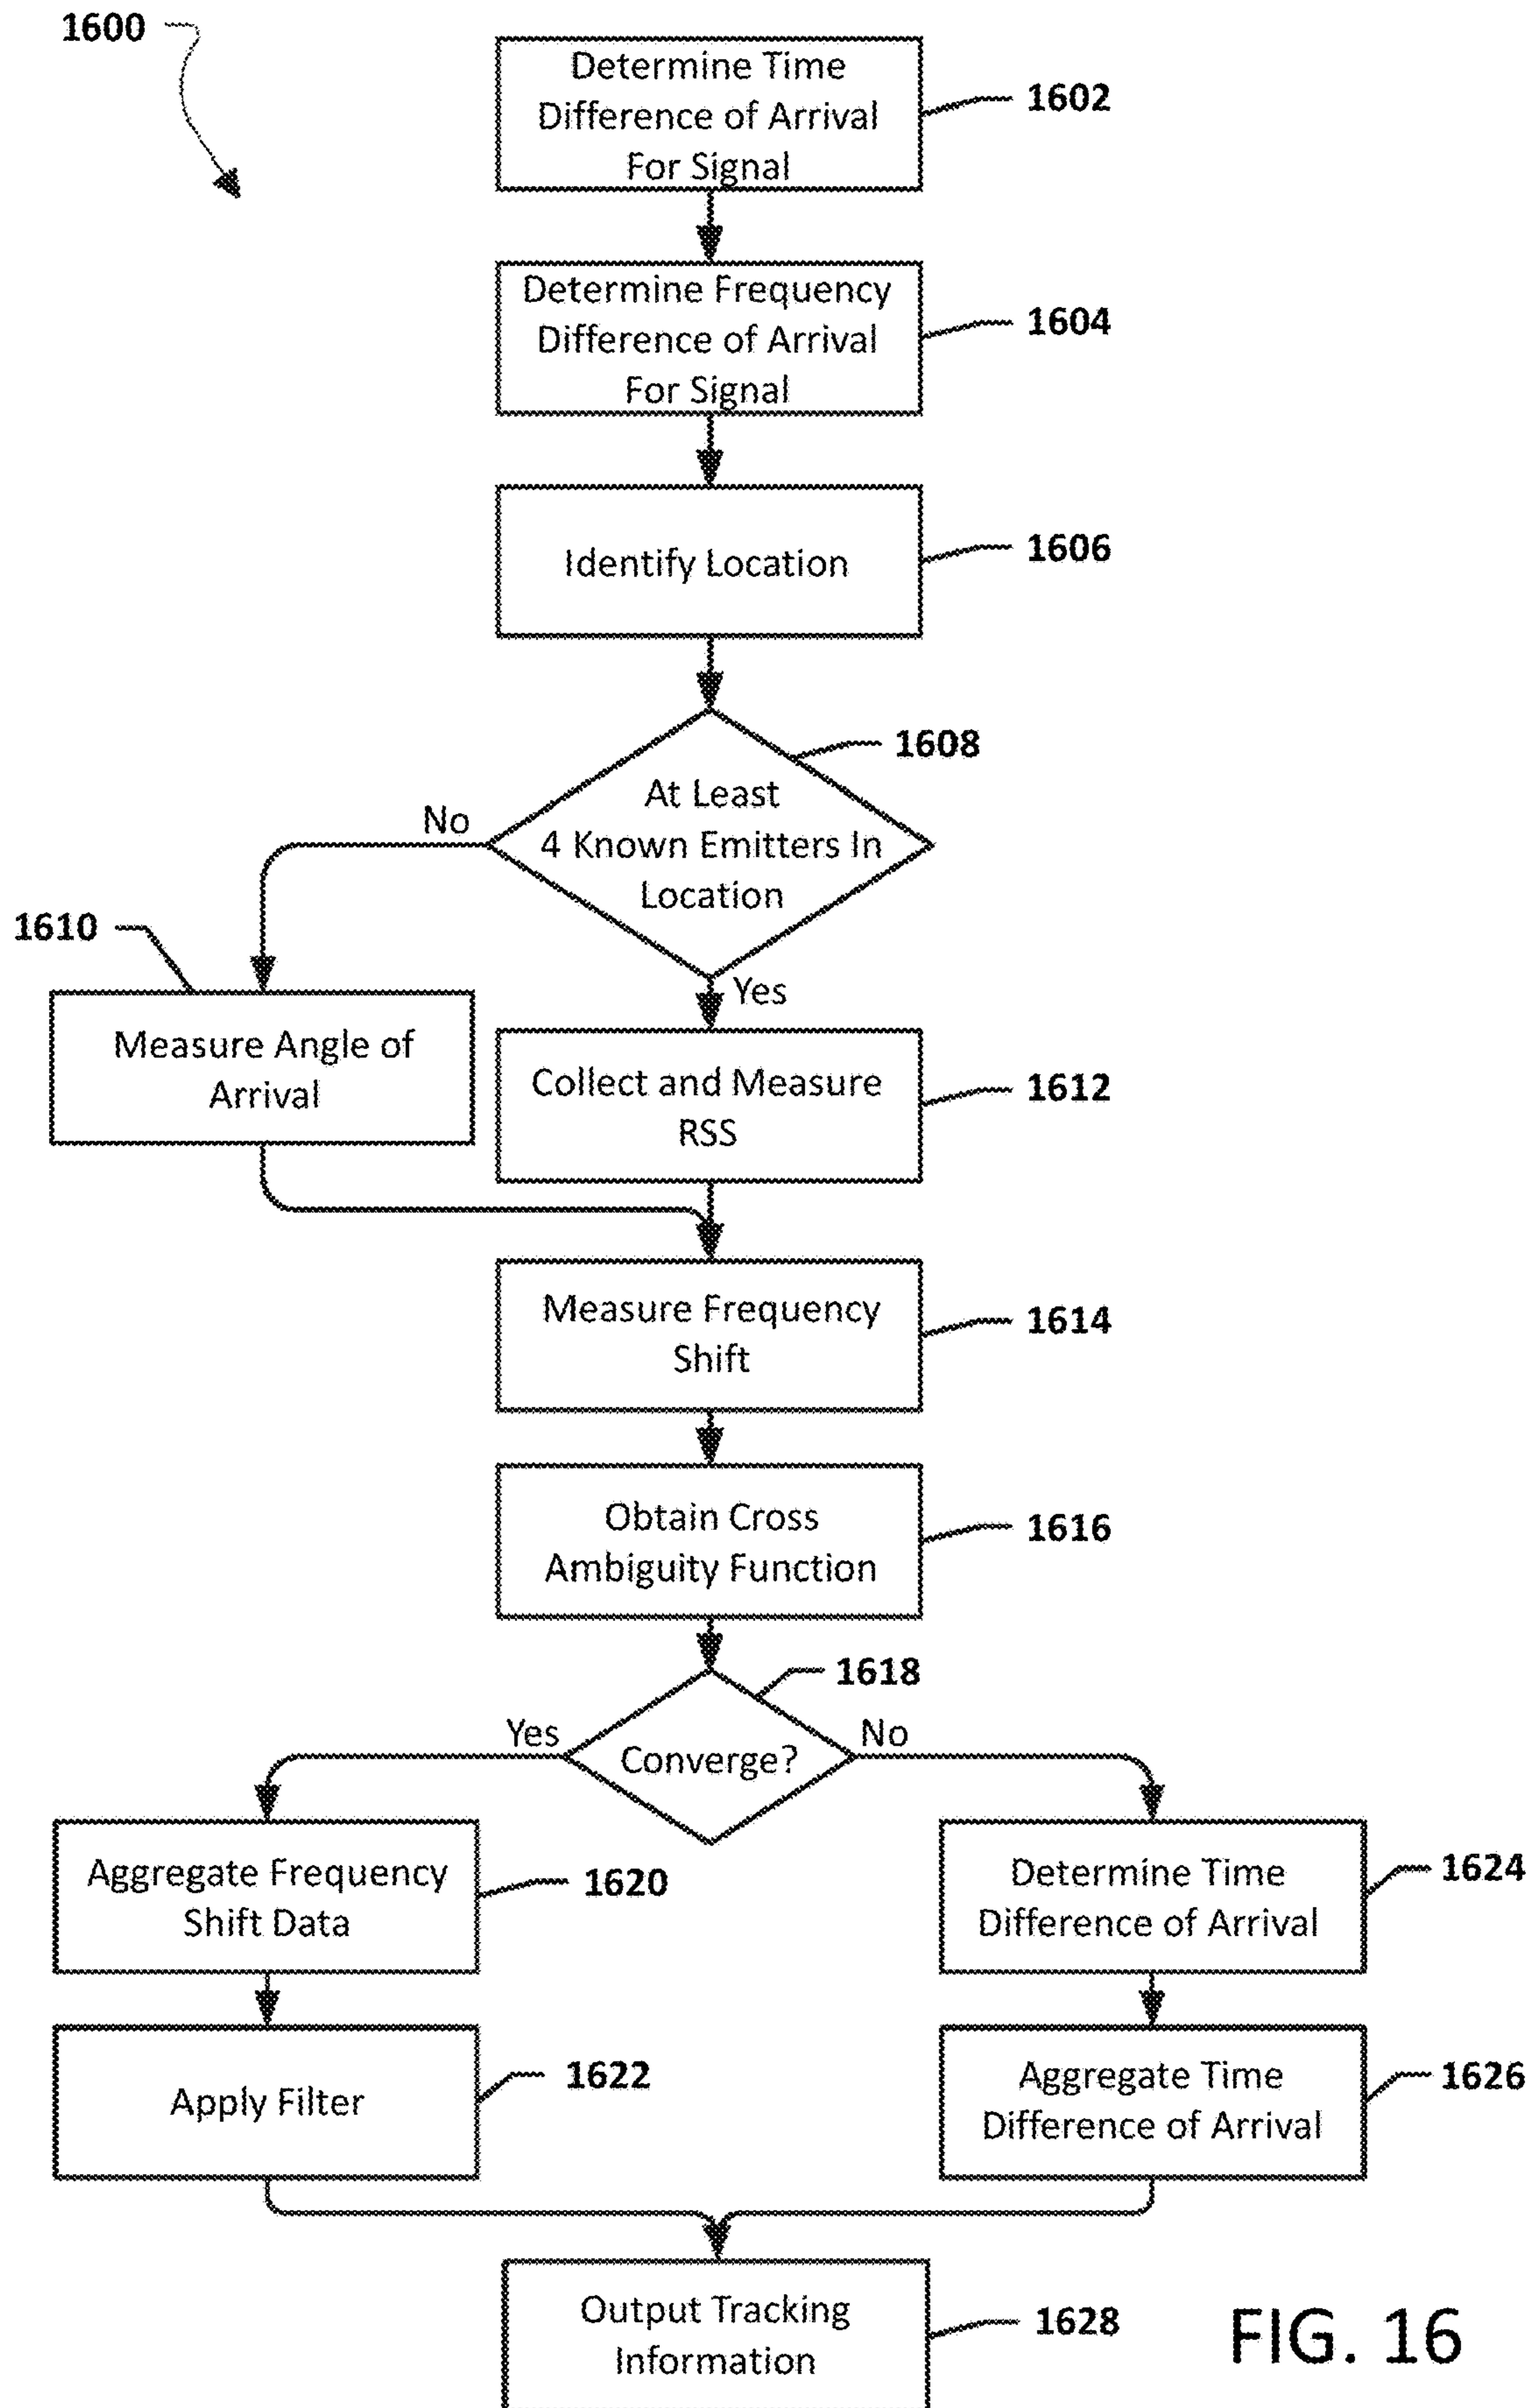 1600
Determine Time
Difference of Arrival
For Signal
1602
Determine Frequency
Difference of Arrival
For Signal
1604
Identify Location
1606
1608
At Least
4 Known Emitters In
Location
No
Yes
1610
Measure Angle of
Arrival
Collect and Measure
RSS
1612
Measure Frequency
Shift
1614
Obtain Cross
Ambiguity Function
1616
1618
Converge?
Yes
No
Aggregate Frequency
Shift Data
1620
Determine Time
Difference of Arrival
1624
Apply Filter
1622
Aggregate Time
Difference of Arrival
1626
Output Tracking
Information
1628
FIG. 16